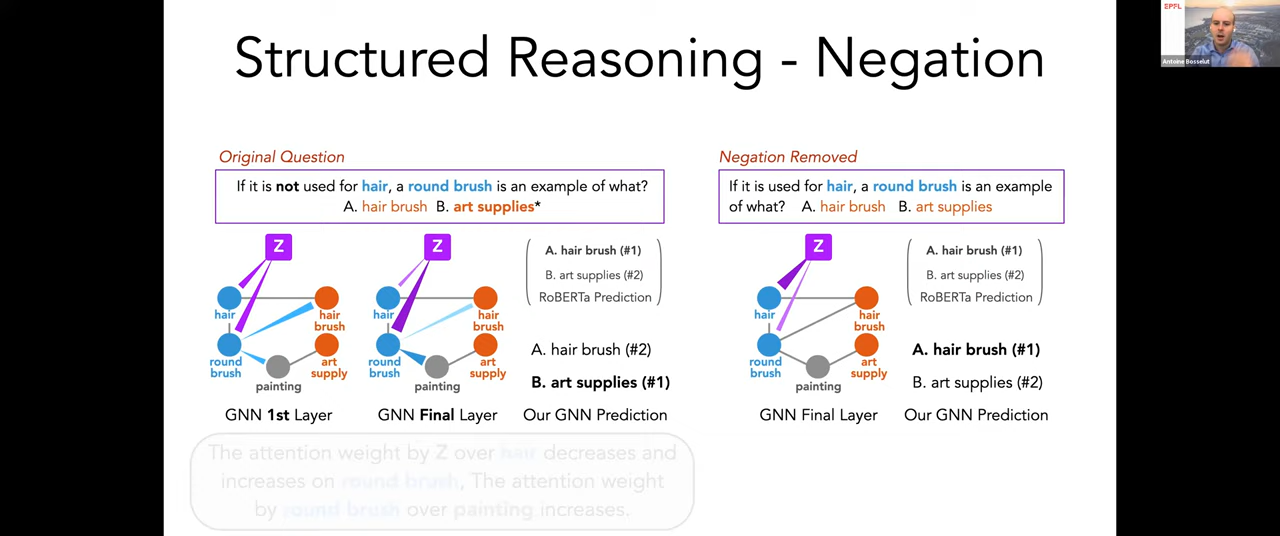 EPFL
Antoine Bosselut
Structured Reasoning - Negation
Original Question
If it is not used for hair, a round brush is an example of what?
A. hair brush B. art supplies*
Z
hair
hair
brush
round
brush
painting
art
supply
GNN 1st Layer
Z
hair
hair
brush
round
brush
painting
art
supply
GNN Final Layer
A. hair brush (#1)
B. art supplies (#2)
RoBERTa Prediction
A. hair brush (#2)
B. art supplies (#1)
Our GNN Prediction
The attention weight by Z over hair decreases and
increases on round brush, The attention weight
by round brush over painting increases.
Negation Removed
If it is used for hair, a round brush is an example
of what? A. hair brush B. art supplies
Z
hair
hair
brush
round
brush
painting
art
supply
GNN Final Layer
A. hair brush (#1)
B. art supplies (#2)
RoBERTa Prediction
A. hair brush (#1)
B. art supplies (#2)
Our GNN Prediction